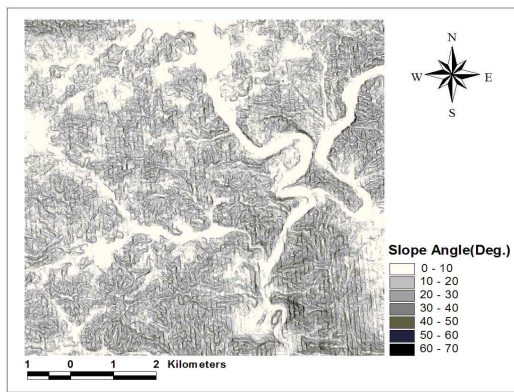 N
W E
S
Slope Angle(Deg.)
0 - 10
10 - 20
20 - 30
30 - 40
40 - 50
50 - 60
60 - 70
1 0 1 2 Kilometers